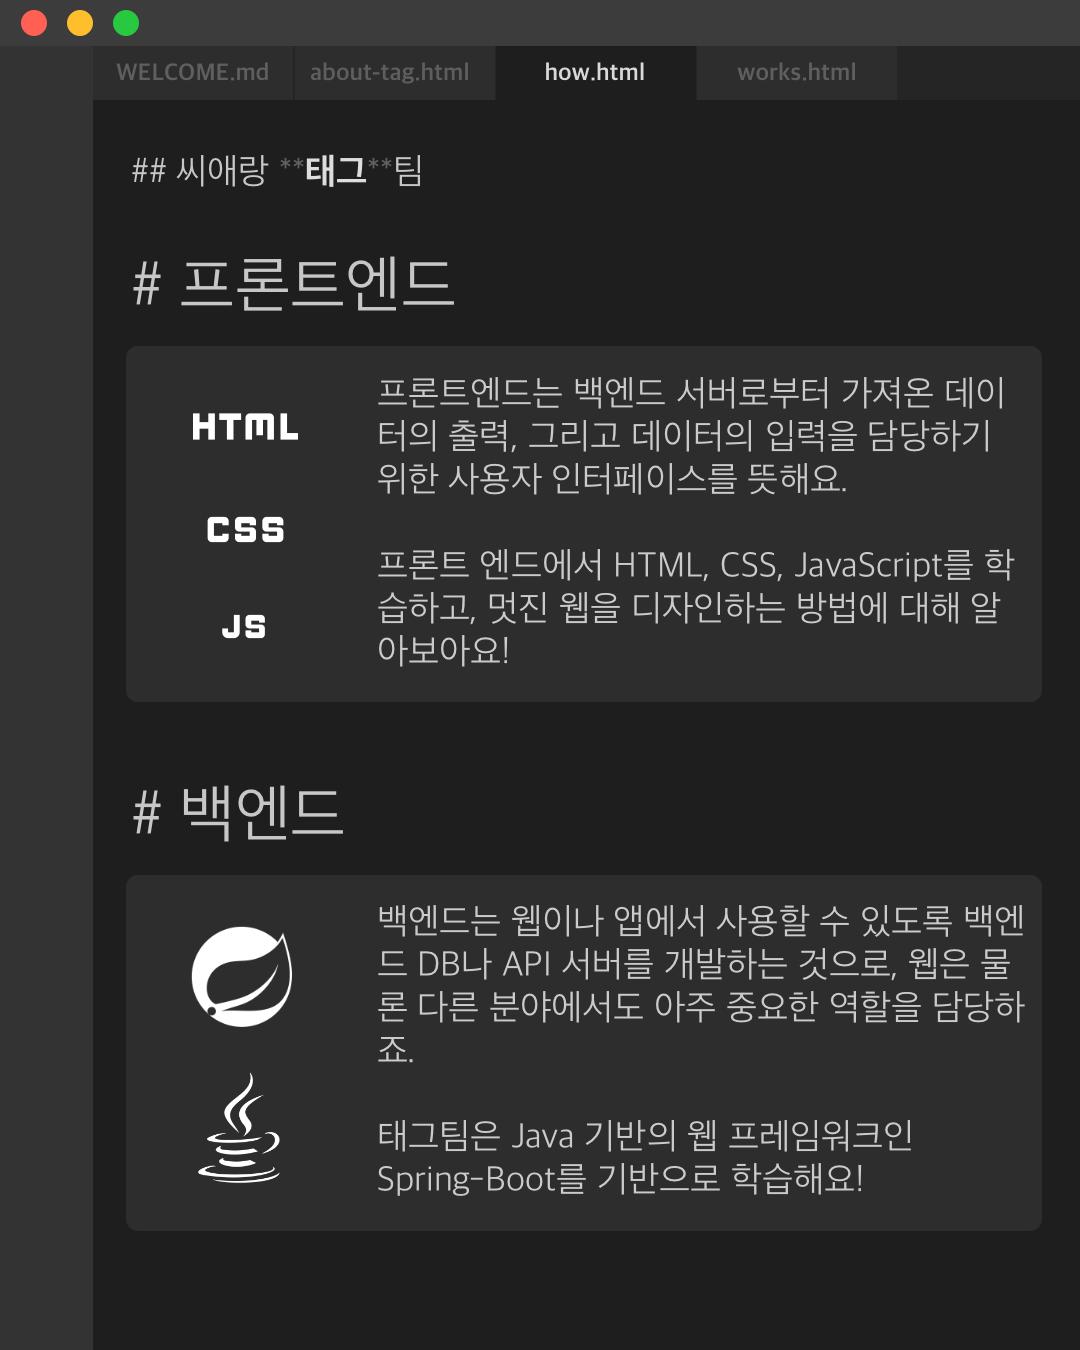 WELCOME.md
about-tag.html
how.html
works.html
## 씨애랑 **태그**팀
# 프론트엔드
HTML
CSS
JS
프론트엔드는 백엔드 서버로부터 가져온 데이
터의 출력, 그리고 데이터의 입력을 담당하기
위한 사용자 인터페이스를 뜻해요.
프론트 엔드에서 HTML, CSS, JavaScript를 학
습하고, 멋진 웹을 디자인하는 방법에 대해 알
아보아요!
# 백엔드
백엔드는 웹이나 앱에서 사용할 수 있도록 백엔
드 DB나 API 서버를 개발하는 것으로, 웹은 물
론 다른 분야에서도 아주 중요한 역할을 담당하
죠.
태그팀은 Java 기반의 웹 프레임워크인
Spring-Boot를 기반으로 학습해요!